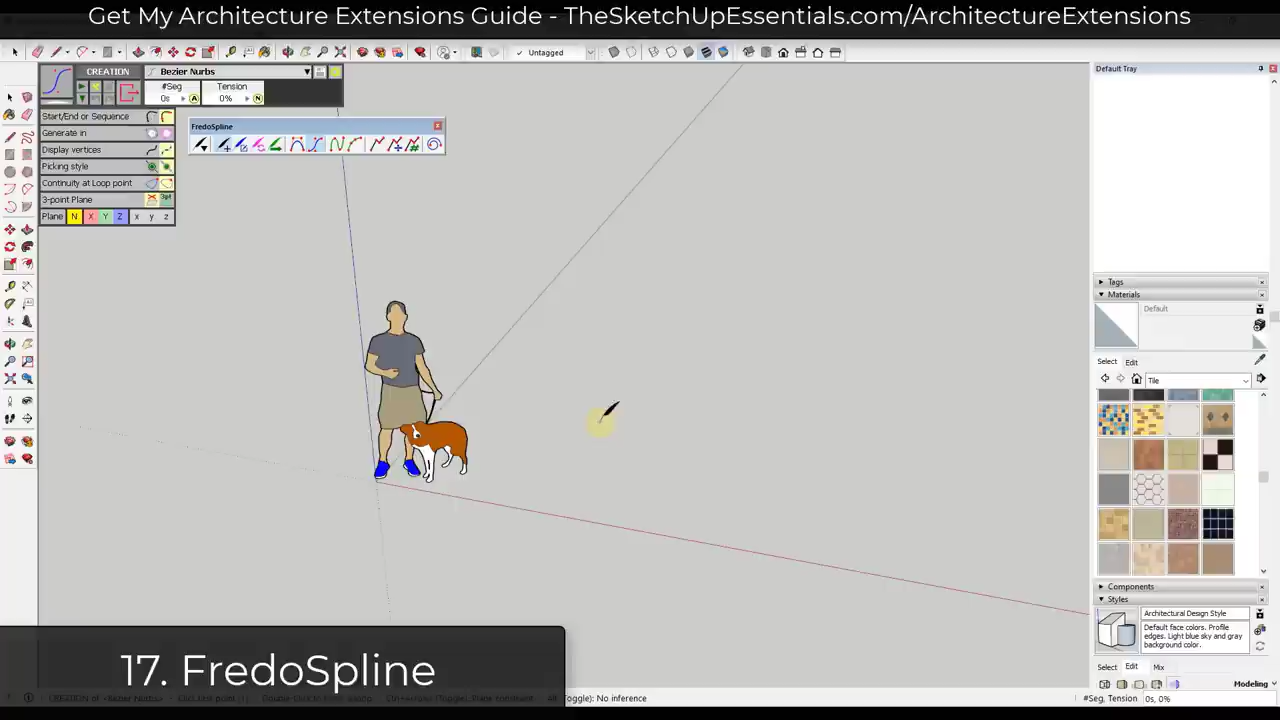 Get My Architecture Extensions Guide - TheSketchUpEssentials.com/ArchitectureExtensions
Untagged
Default Tray
CREATION
Bezier Nurbs
#Seg
Tension
0s
0%
Start/End or Sequence
Generate in
Display vertices
Picking style
Continuity at Loop point
3-point Plane
Plane N X Y Z x y z
FredoSpline
Tags
Materials
Default
Select Edit
Tile
Components
Styles
Architectural Design Style
Default face colors. Profile
edges. Light blue sky and gray
background color.
Select Edit Mix
Modeling
17. FredoSpline
Toggle): No inference
#Seg, Tension 0s, 0%